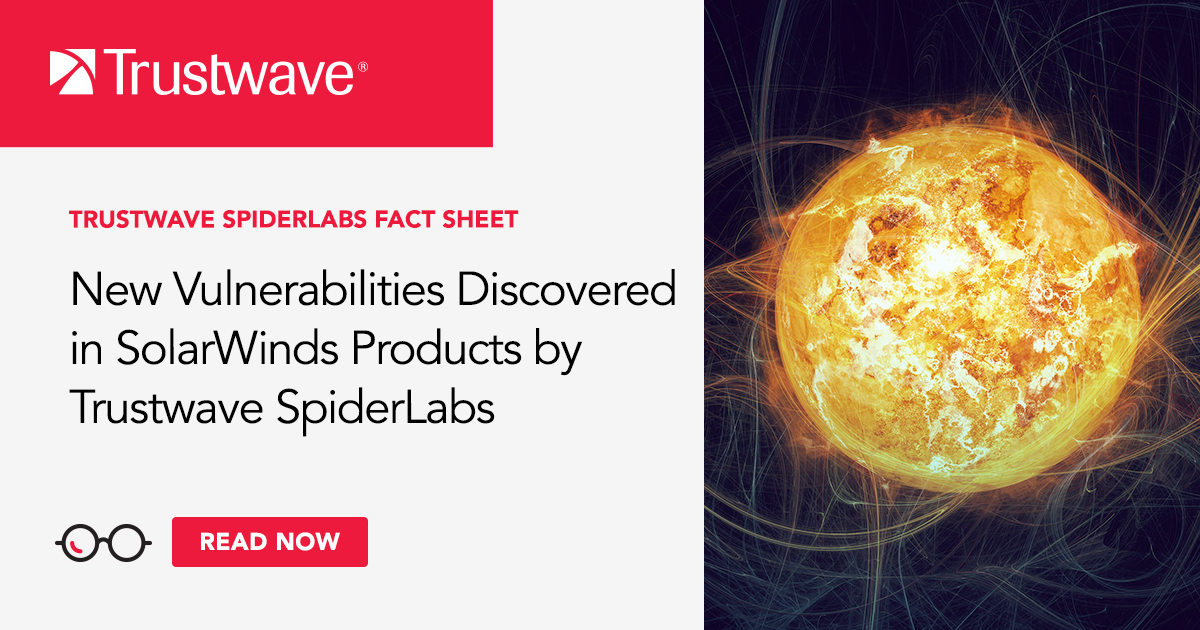 Trustwave®
TRUSTWAVE SPIDERLABS FACT SHEET
New Vulnerabilities Discovered
in SolarWinds Products by
Trustwave SpiderLabs
READ NOW